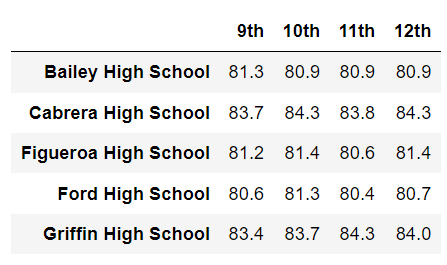 9th 10th 11th 12th
Bailey High School 81.3 80.9 80.9 80.9
Cabrera High School 83.7 84.3 83.8 84.3
Figueroa High School 81.2 81.4 80.6 81.4
Ford High School 80.6 81.3 80.4 80.7
Griffin High School 83.4 83.7 84.3 84.0